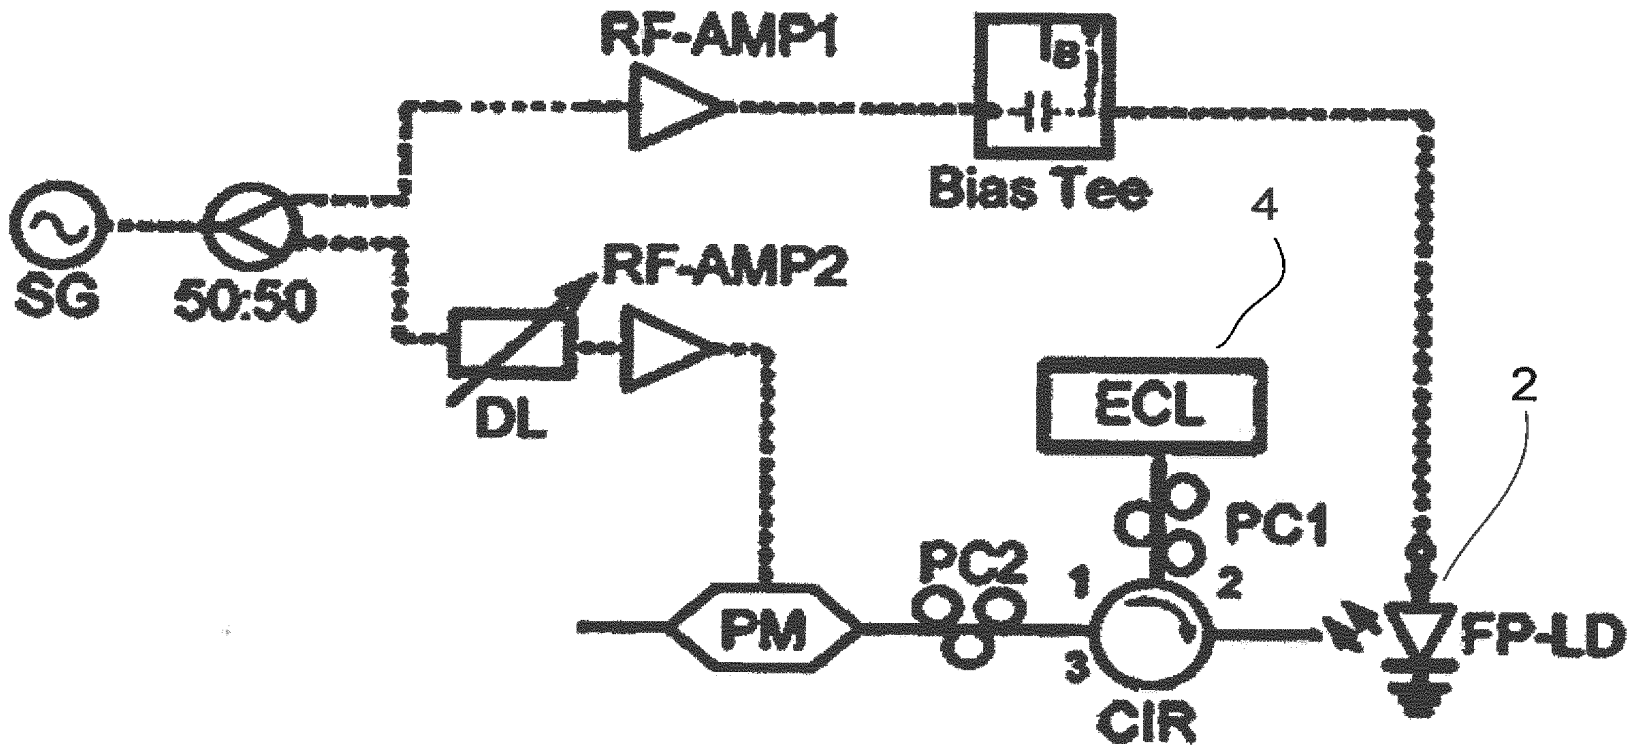 RF-AMP1
I_B
Bias Tee
4
SG
50:50
RF-AMP2
DL
ECL
2
PC1
PC2
1
2
PM
3
FP-LD
CIR